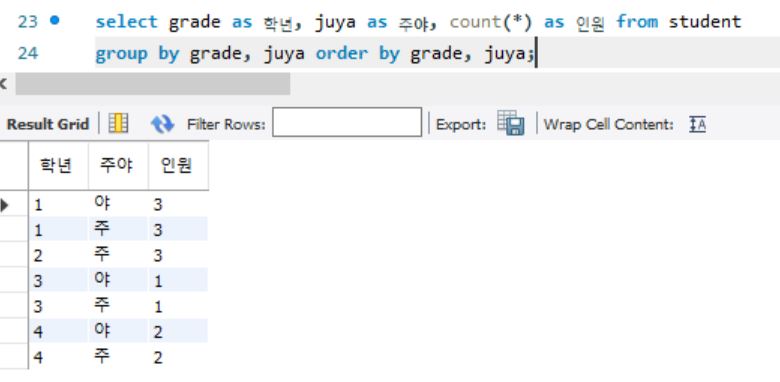 23 select grade as 학년, juya as 주야, count(*) as 인원 from student
24 group by grade, juya order by grade, juya;
Result Grid Filter Rows: Export: Wrap Cell Content: IA
학년 주야 인원
1 야 3
1 주 3
2 주 3
3 야 1
3 주 1
4 야 2
4 주 2